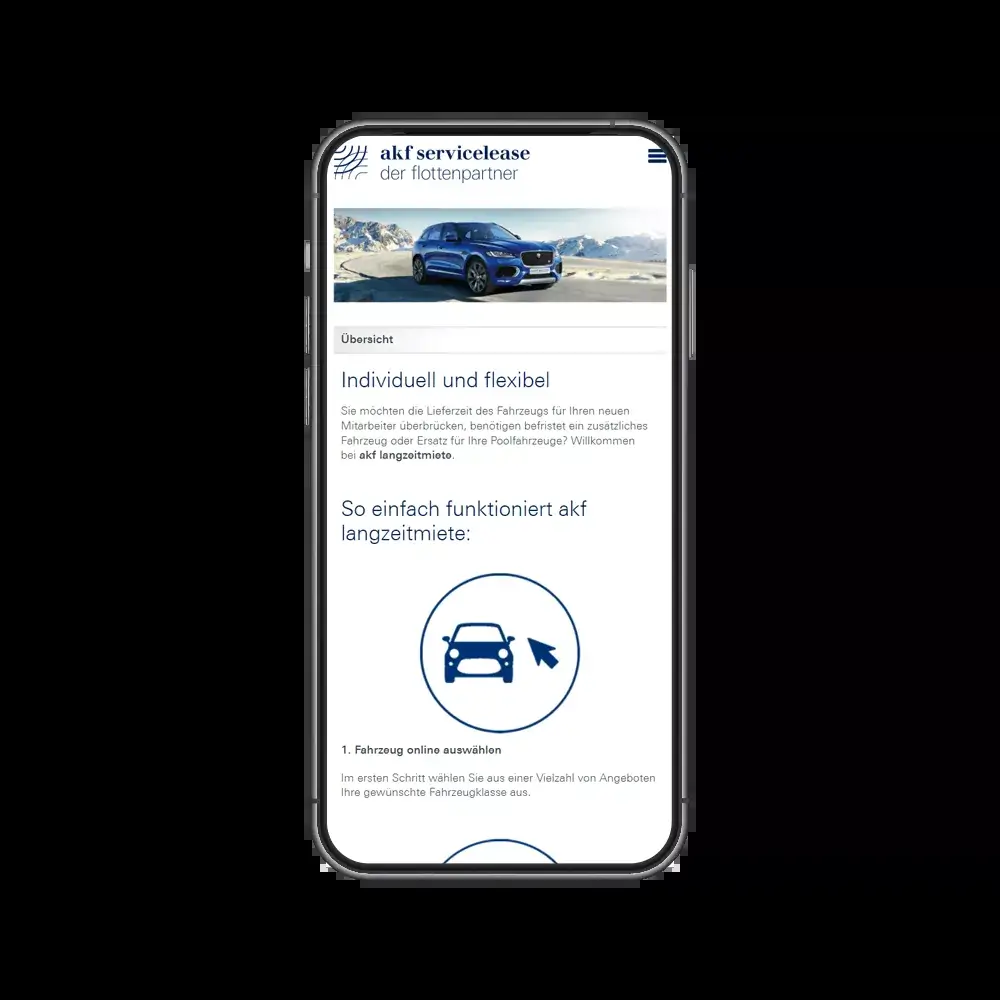 akf servicelease
der flottenpartner
Übersicht
Individuell und flexibel
Sie möchten die Lieferzeit des Fahrzeugs für Ihren neuen
Mitarbeiter überbrücken, benötigen befristet ein zusätzliches
Fahrzeug oder Ersatz für Ihre Poolfahrzeuge? Willkommen
bei akf langzeitmiete.
So einfach funktioniert akf
langzeitmiete:
1. Fahrzeug online auswählen
Im ersten Schritt wählen Sie aus einer Vielzahl von Angeboten
Ihre gewünschte Fahrzeugklasse aus.